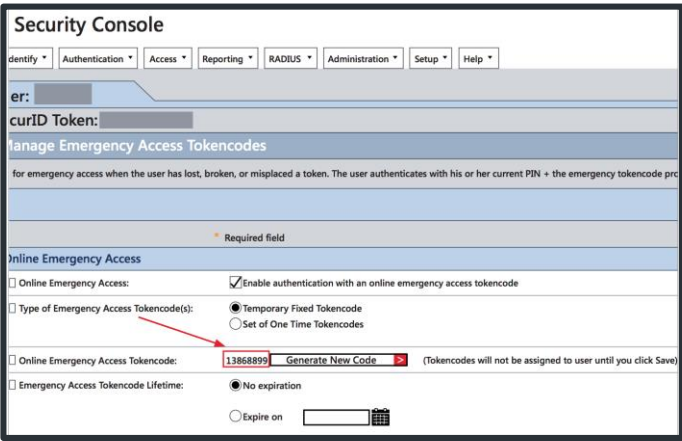 Security Console
dentify Authentication Access Reporting RADIUS Administration Setup Help
er:
curID Token:
Manage Emergency Access Tokencodes
for emergency access when the user has lost, broken, or misplaced a token. The user authenticates with his or her current PIN + the emergency tokencode pro
* Required field
Online Emergency Access
Online Emergency Access: Enable authentication with an online emergency access tokencode
Type of Emergency Access Tokencode(s): Temporary Fixed Tokencode
Set of One Time Tokencodes
Online Emergency Access Tokencode: 13868899 Generate New Code > (Tokencodes will not be assigned to user until you click Save)
Emergency Access Tokencode Lifetime: No expiration
Expire on